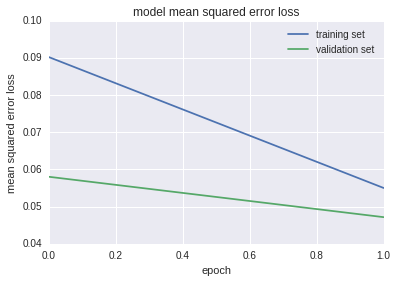 model mean squared error loss
0.10
training set
validation set
0.09
0.08
0.07
0.06
0.05
0.04
mean squared error loss
0.0
0.2
0.4
0.6
0.8
1.0
epoch